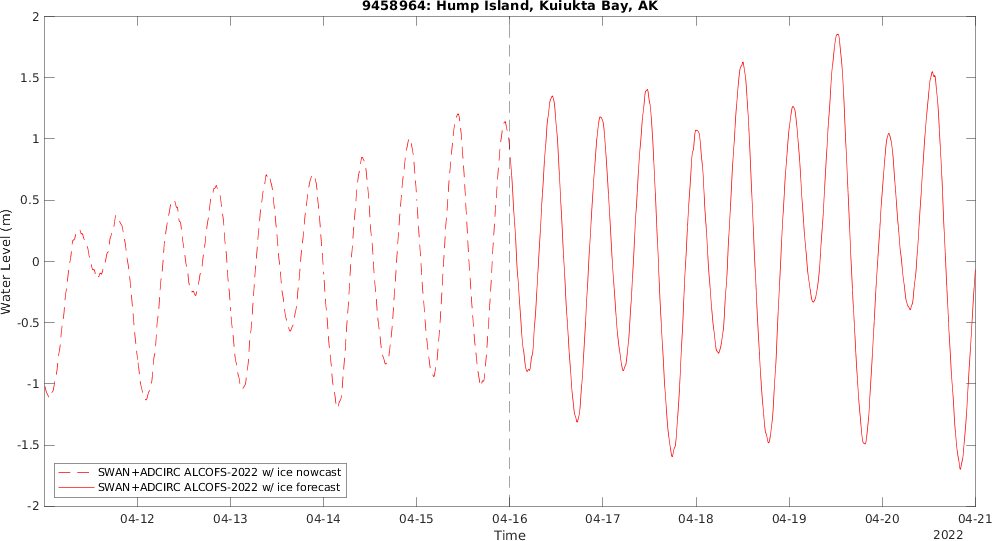 9458964: Hump Island, Kuiukta Bay, AK
2
1.5
1
0.5
0
-0.5
-1
-1.5
-2
Water Level (m)
SWAN+ADCIRC ALCOFS-2022 w/ ice nowcast
SWAN+ADCIRC ALCOFS-2022 w/ ice forecast
04-12 04-13 04-14 04-15 04-16 04-17 04-18 04-19 04-20 04-21
Time
2022